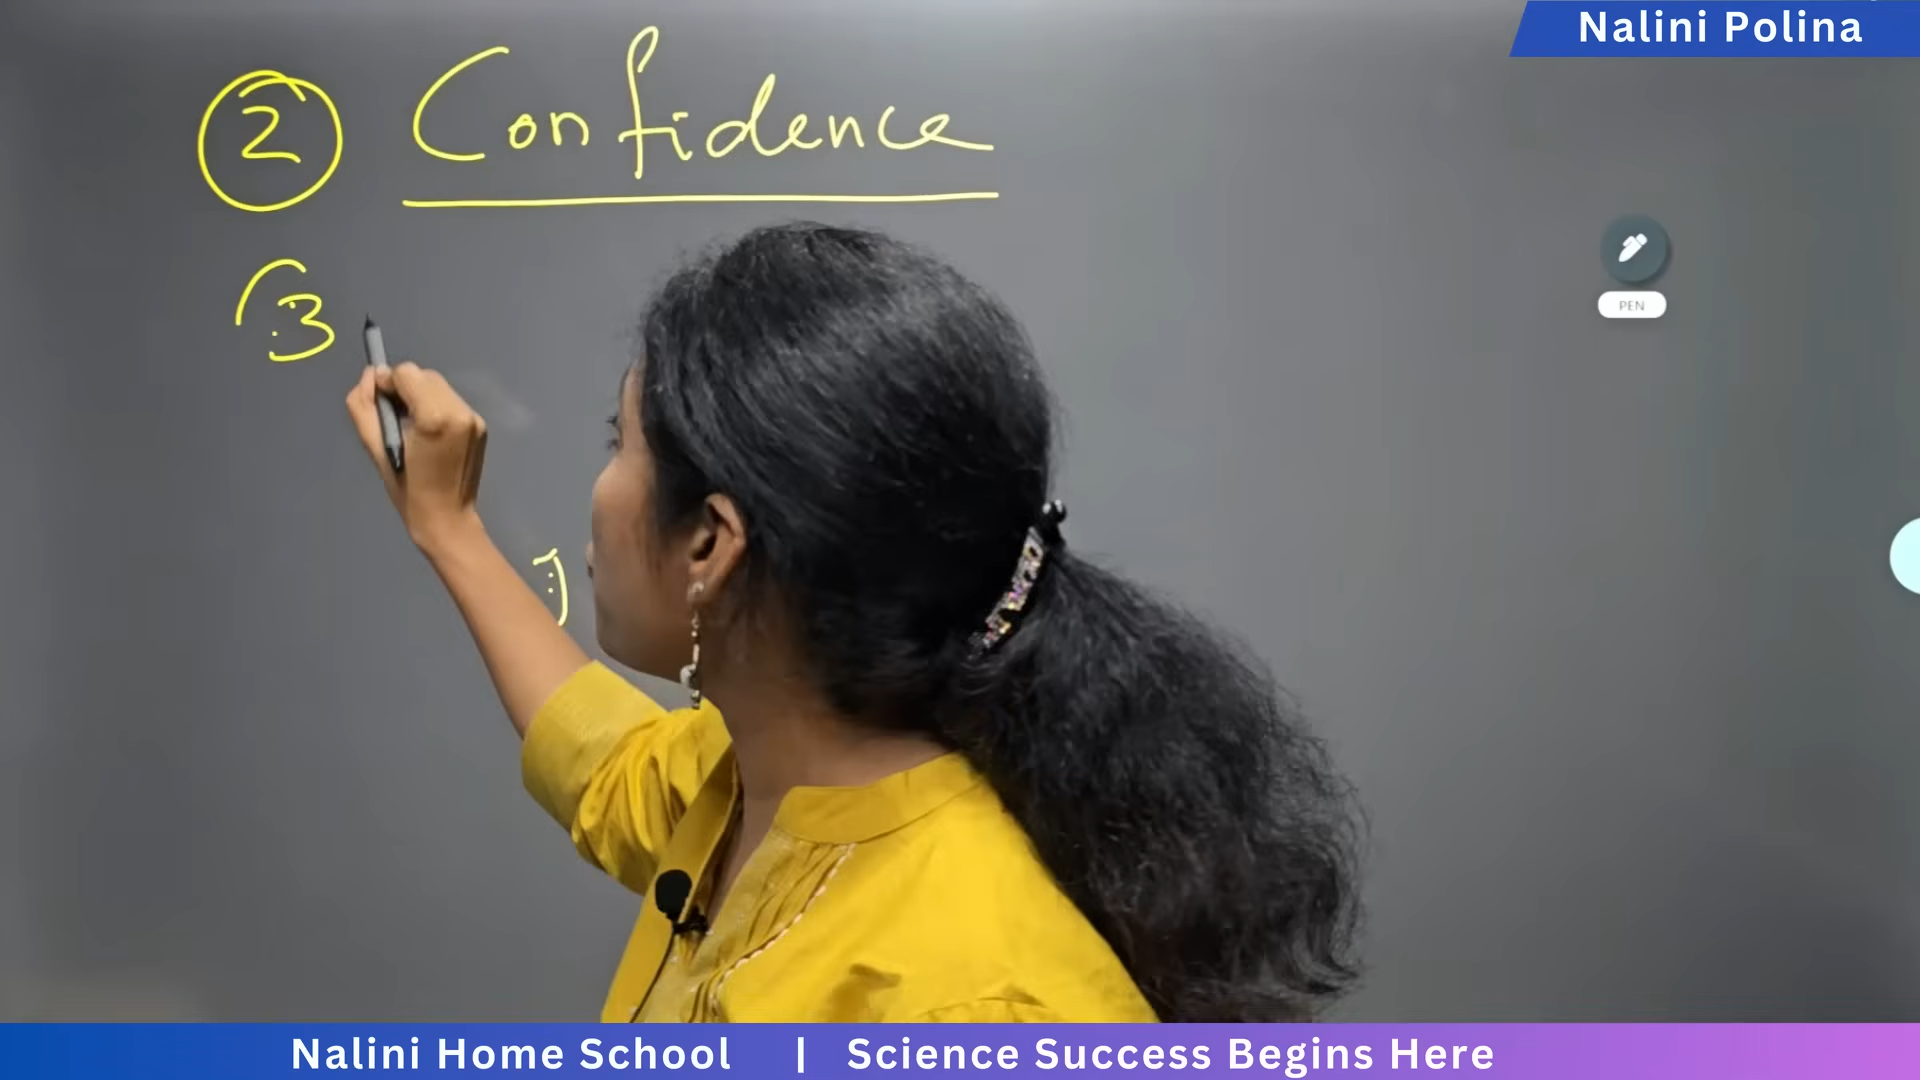 Nalini Polina
2 Confidence
3
PEN
Nalini Home School | Science Success Begins Here